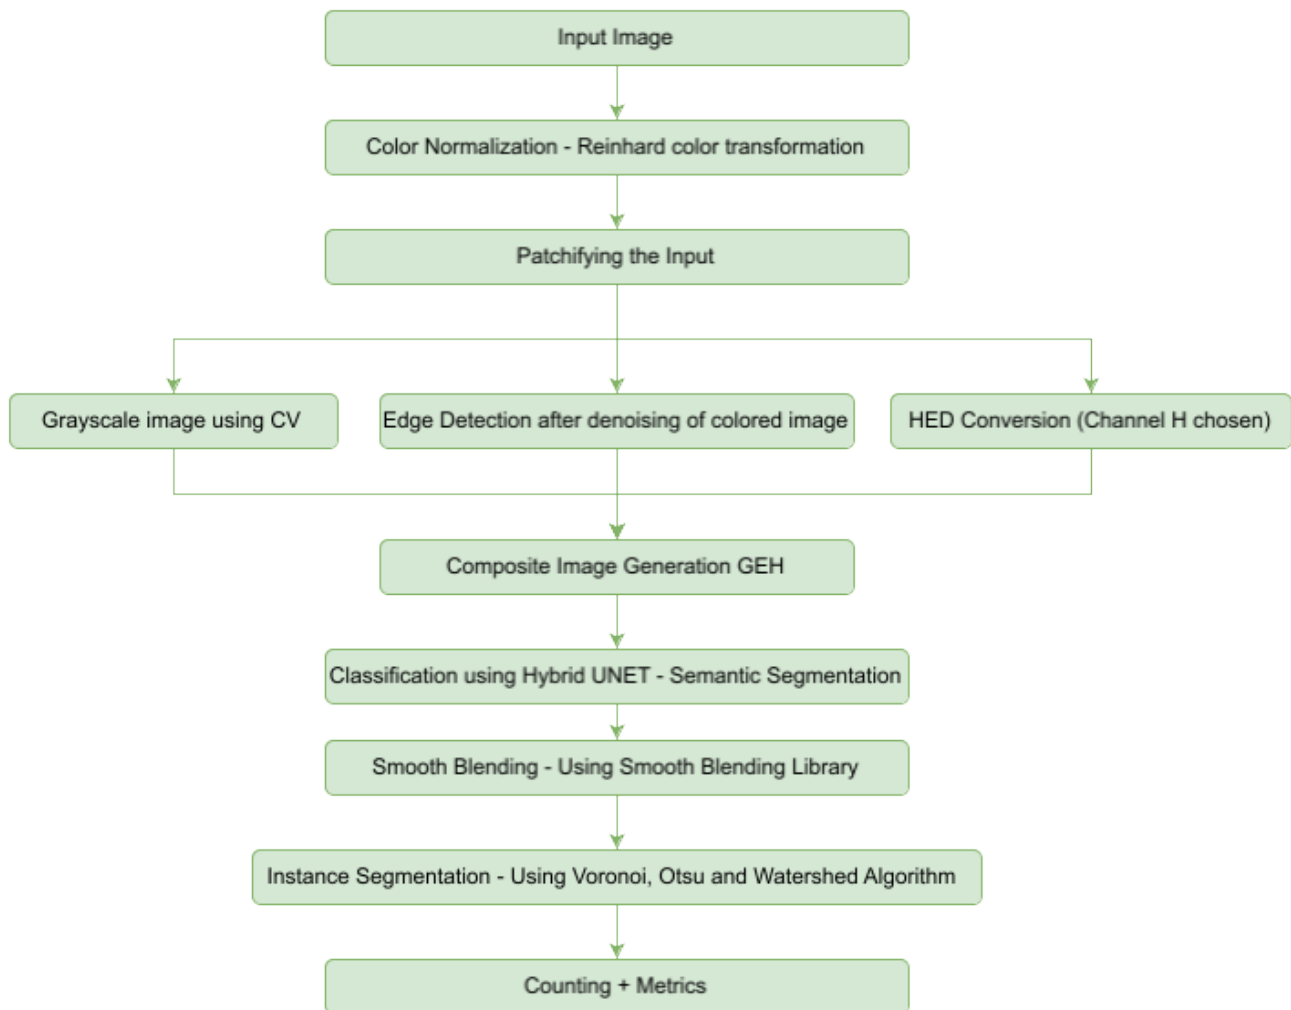 Input Image
Color Normalization - Reinhard color transformation
Patchifying the Input
Grayscale image using CV
Edge Detection after denoising of colored image
HED Conversion (Channel H chosen)
Composite Image Generation GEH
Classification using Hybrid UNET - Semantic Segmentation
Smooth Blending - Using Smooth Blending Library
Instance Segmentation - Using Voronoi, Otsu and Watershed Algorithm
Counting + Metrics